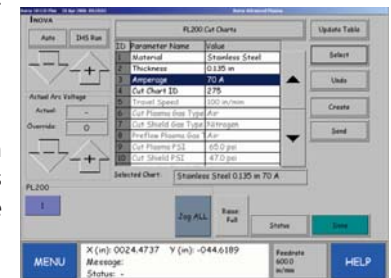 INOVA
Auto
IHS Run
Actual Arc Voltage
Actual:
-
Override:
0
PL200
1
PL200 Cut Charts
ID Parameter Name Value
1 Material Stainless Steel
2 Thickness 0.135 in
3 Amperage 70 A
4 Cut Chart ID 275
5 Travel Speed 100 in/min
6 Cut Plasma Gas Type Air
7 Cut Shield Gas Type Nitrogen
8 Preflow Plasma Gas T Air
9 Cut Plasma PSI 65.0 psi
10 Cut Shield PSI 47.0 psi
Selected Chart: Stainless Steel 0.135 in 70 A
Update Table
Select
Undo
Create
Send
Jog ALL
Raise Full
Status
Done
MENU
X (in): 0024.4737 Y (in): -044.6189
Message:
Status: -
Feedrate
600.0
in/min
HELP